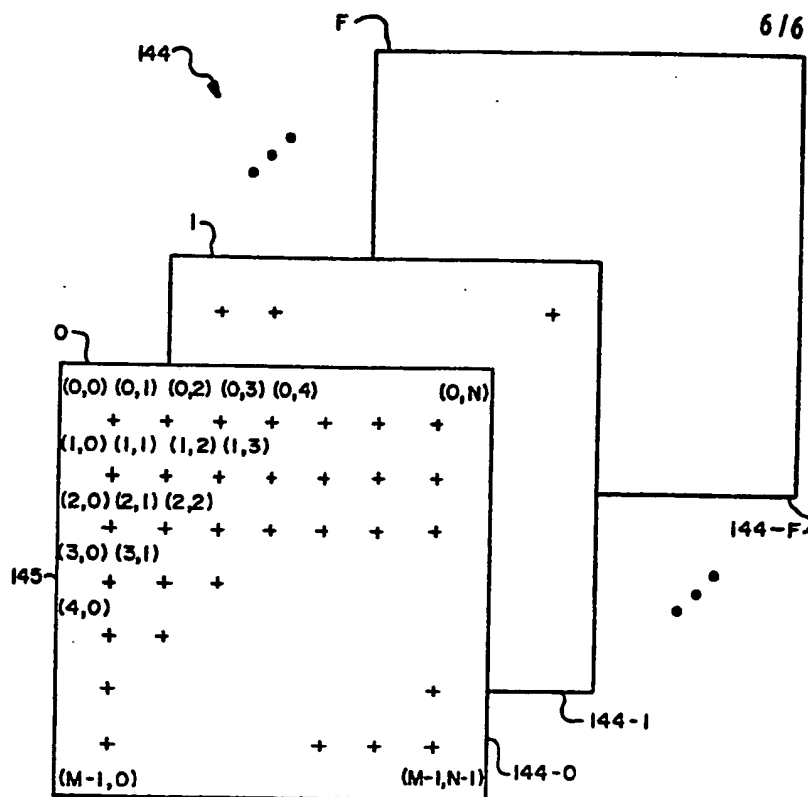 6/6
F
144
1
0
(0,0) (0,1) (0,2) (0,3) (0,4) (0,N)
(1,0) (1,1) (1,2) (1,3)
(2,0) (2,1) (2,2)
144-F
(3,0) (3,1)
145
(4,0)
144-1
144-0
(M-1,0) (M-1,N-1)